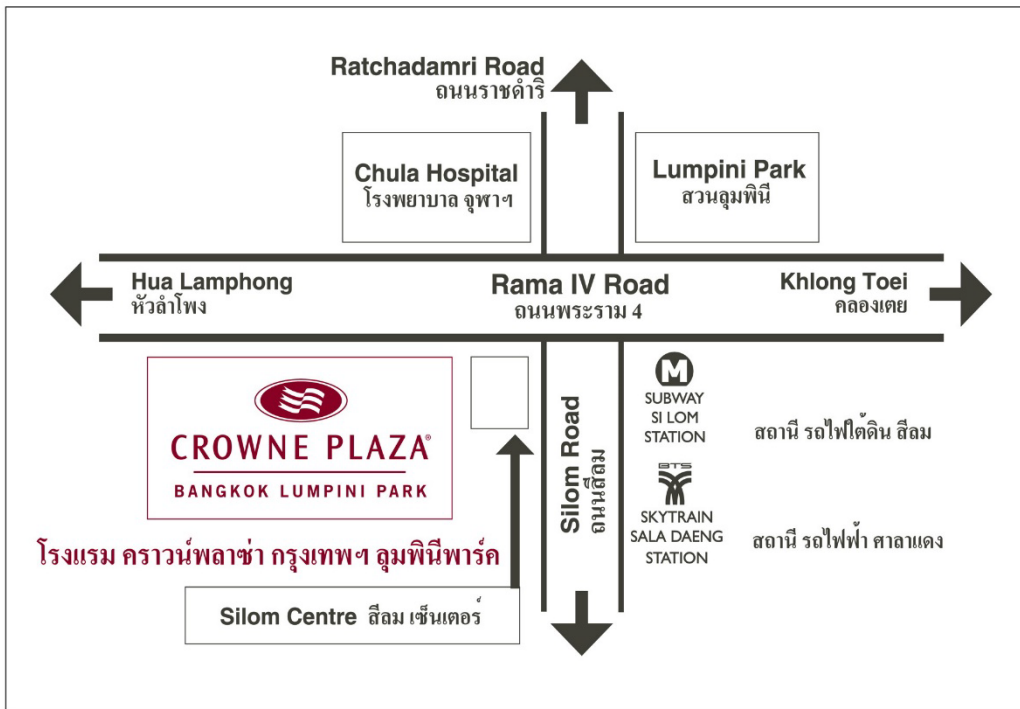 Ratchadamri Road
ถนนราชดำริ
Chula Hospital
โรงพยาบาล จุฬาฯ
Lumpini Park
สวนลุมพินี
Hua Lamphong
หัวลำโพง
Rama IV Road
ถนนพระราม 4
Khlong Toei
คลองเตย
CROWNE PLAZA®
BANGKOK LUMPINI PARK
โรงแรม คราวน์พลาซ่า กรุงเทพฯ ลุมพินีพาร์ค
Silom Centre สีลม เซ็นเตอร์
Silom Road
ถนนสีลม
M
SUBWAY
SI LOM
STATION
สถานี รถไฟใต้ดิน สีลม
BTS
SKYTRAIN
SALA DAENG
STATION
สถานี รถไฟฟ้า ศาลาแดง